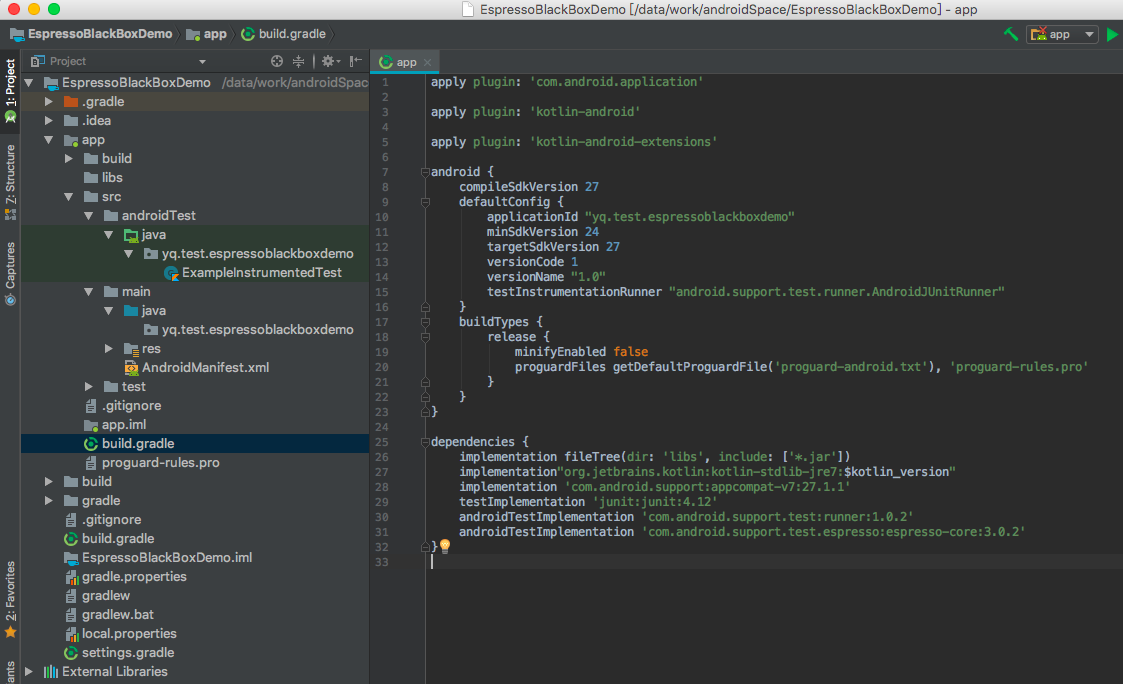 EspressoBlackBoxDemo [/data/work/androidSpace/EspressoBlackBoxDemo] - app
EspressoBlackBoxDemo app build.gradle app
1: Project
Z: Structure
Captures
2: Favorites
ants
Project
EspressoBlackBoxDemo /data/work/androidSpac
.gradle
.idea
app
build
libs
src
androidTest
java
yq.test.espressoblackboxdemo
ExampleInstrumentedTest
main
java
yq.test.espressoblackboxdemo
res
AndroidManifest.xml
test
.gitignore
app.iml
build.gradle
proguard-rules.pro
build
gradle
.gitignore
build.gradle
EspressoBlackBoxDemo.iml
gradle.properties
gradlew
gradlew.bat
local.properties
settings.gradle
External Libraries
app
1 apply plugin: 'com.android.application'
2
3 apply plugin: 'kotlin-android'
4
5 apply plugin: 'kotlin-android-extensions'
6
7 android {
8 compileSdkVersion 27
9 defaultConfig {
10 applicationId "yq.test.espressoblackboxdemo"
11 minSdkVersion 24
12 targetSdkVersion 27
13 versionCode 1
14 versionName "1.0"
15 testInstrumentationRunner "android.support.test.runner.AndroidJUnitRunner"
16 }
17 buildTypes {
18 release {
19 minifyEnabled false
20 proguardFiles getDefaultProguardFile('proguard-android.txt'), 'proguard-rules.pro'
21 }
22 }
23 }
24
25 dependencies {
26 implementation fileTree(dir: 'libs', include: ['*.jar'])
27 implementation"org.jetbrains.kotlin:kotlin-stdlib-jre7:$kotlin_version"
28 implementation 'com.android.support:appcompat-v7:27.1.1'
29 testImplementation 'junit:junit:4.12'
30 androidTestImplementation 'com.android.support.test:runner:1.0.2'
31 androidTestImplementation 'com.android.support.test.espresso:espresso-core:3.0.2'
32 }
33